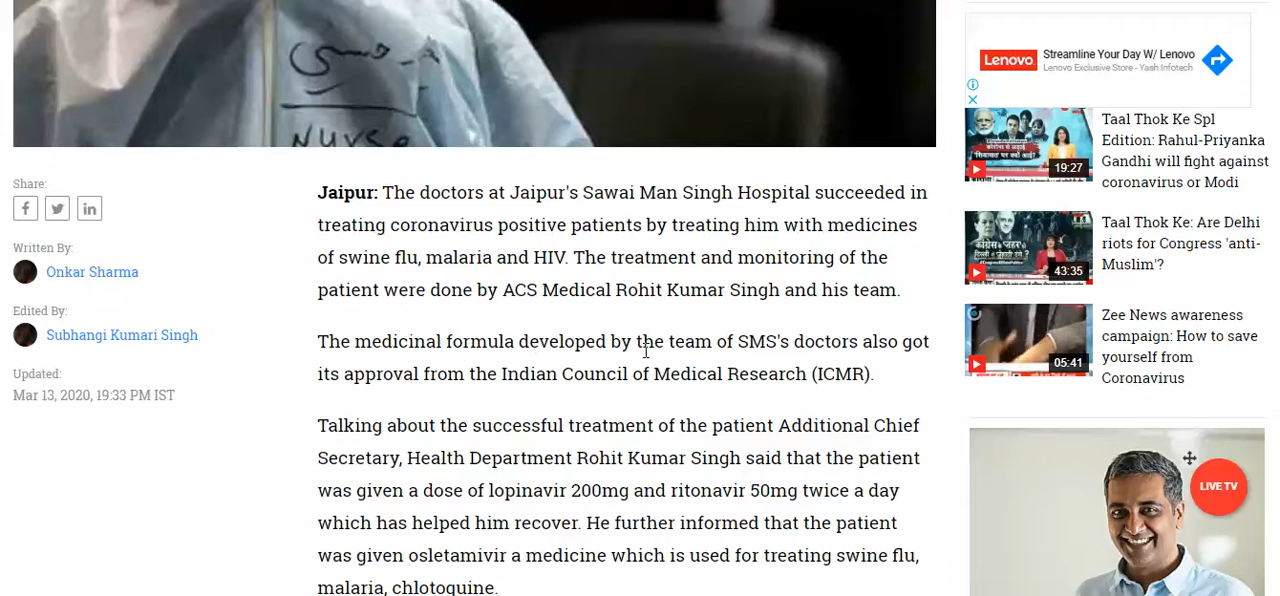 Nurse
Share:
Written By:
Onkar Sharma
Edited By:
Subhangi Kumari Singh
Updated:
Mar 13, 2020, 19:33 PM IST
Jaipur: The doctors at Jaipur's Sawai Man Singh Hospital succeeded in
treating coronavirus positive patients by treating him with medicines
of swine flu, malaria and HIV. The treatment and monitoring of the
patient were done by ACS Medical Rohit Kumar Singh and his team.
The medicinal formula developed by the team of SMS's doctors also got
its approval from the Indian Council of Medical Research (ICMR).
Talking about the successful treatment of the patient Additional Chief
Secretary, Health Department Rohit Kumar Singh said that the patient
was given a dose of lopinavir 200mg and ritonavir 50mg twice a day
which has helped him recover. He further informed that the patient
was given osletamivir a medicine which is used for treating swine flu,
malaria, chlotoquine.
Lenovo
Streamline Your Day W/ Lenovo
Lenovo Exclusive Store - Yash Infotech
19:27
Taal Thok Ke Spl
Edition: Rahul-Priyanka
Gandhi will fight against
coronavirus or Modi
43:35
Taal Thok Ke: Are Delhi
riots for Congress 'anti-
Muslim'?
05:41
Zee News awareness
campaign: How to save
yourself from
Coronavirus
LIVE TV